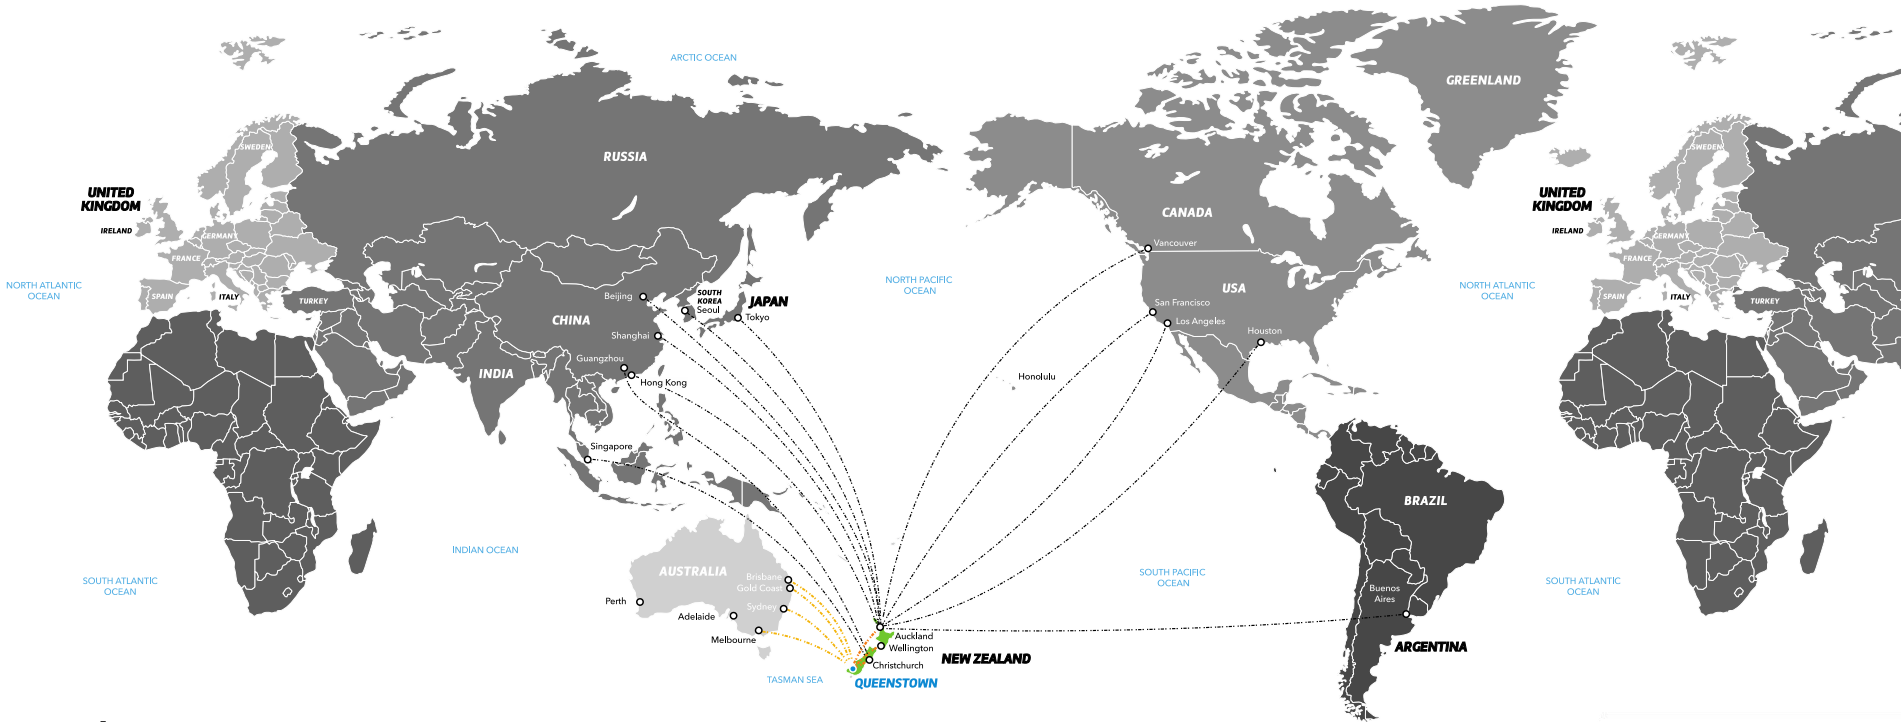 ARCTIC OCEAN
GREENLAND
SWEDEN
SWEDEN
RUSSIA
UNITED
KINGDOM
UNITED
KINGDOM
CANADA
IRELAND
IRELAND
GERMANY
GERMANY
Vancouver
FRANCE
FRANCE
NORTH ATLANTIC
OCEAN
NORTH PACIFIC
OCEAN
NORTH ATLANTIC
OCEAN
USA
SPAIN
ITALY
TURKEY
SPAIN
ITALY
TURKEY
Beijing
SOUTH
KOREA
Seoul
JAPAN
Tokyo
San Francisco
Los Angeles
Houston
CHINA
Shanghai
Guangzhou
Hong Kong
INDIA
Honolulu
Singapore
BRAZIL
INDIAN OCEAN
AUSTRALIA
SOUTH ATLANTIC
OCEAN
SOUTH PACIFIC
OCEAN
SOUTH ATLANTIC
OCEAN
Brisbane
Gold Coast
Buenos
Aires
Perth
Sydney
Adelaide
Melbourne
Auckland
Wellington
NEW ZEALAND
Christchurch
ARGENTINA
TASMAN SEA
QUEENSTOWN